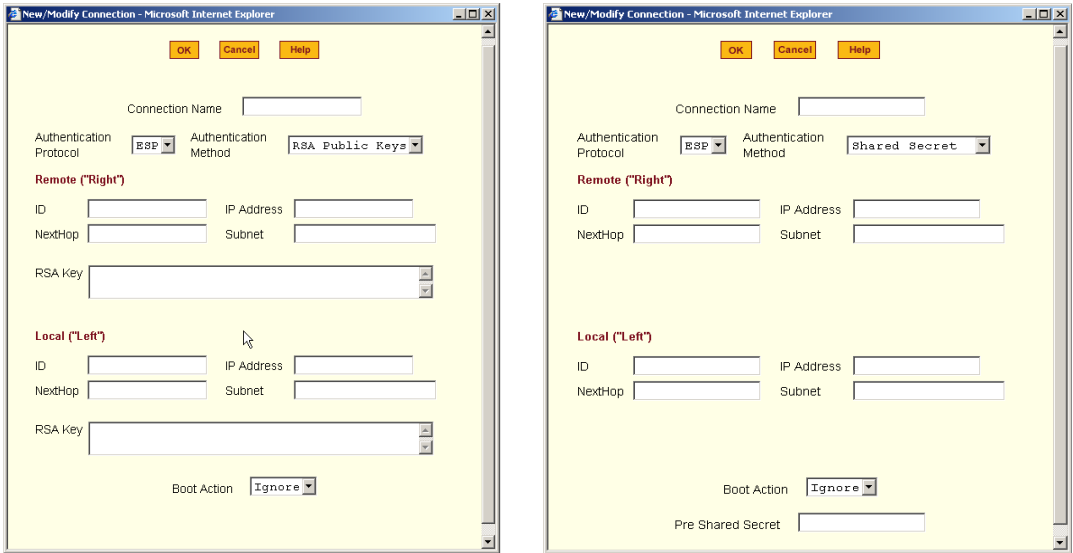 New/Modify Connection - Microsoft Internet Explorer
OK Cancel Help
Connection Name
Authentication Protocol ESP Authentication Method RSA Public Keys
Remote ("Right")
ID IP Address
NextHop Subnet
RSA Key
Local ("Left")
ID IP Address
NextHop Subnet
RSA Key
Boot Action Ignore
New/Modify Connection - Microsoft Internet Explorer
OK Cancel Help
Connection Name
Authentication Protocol ESP Authentication Method Shared Secret
Remote ("Right")
ID IP Address
NextHop Subnet
Local ("Left")
ID IP Address
NextHop Subnet
Boot Action Ignore
Pre Shared Secret